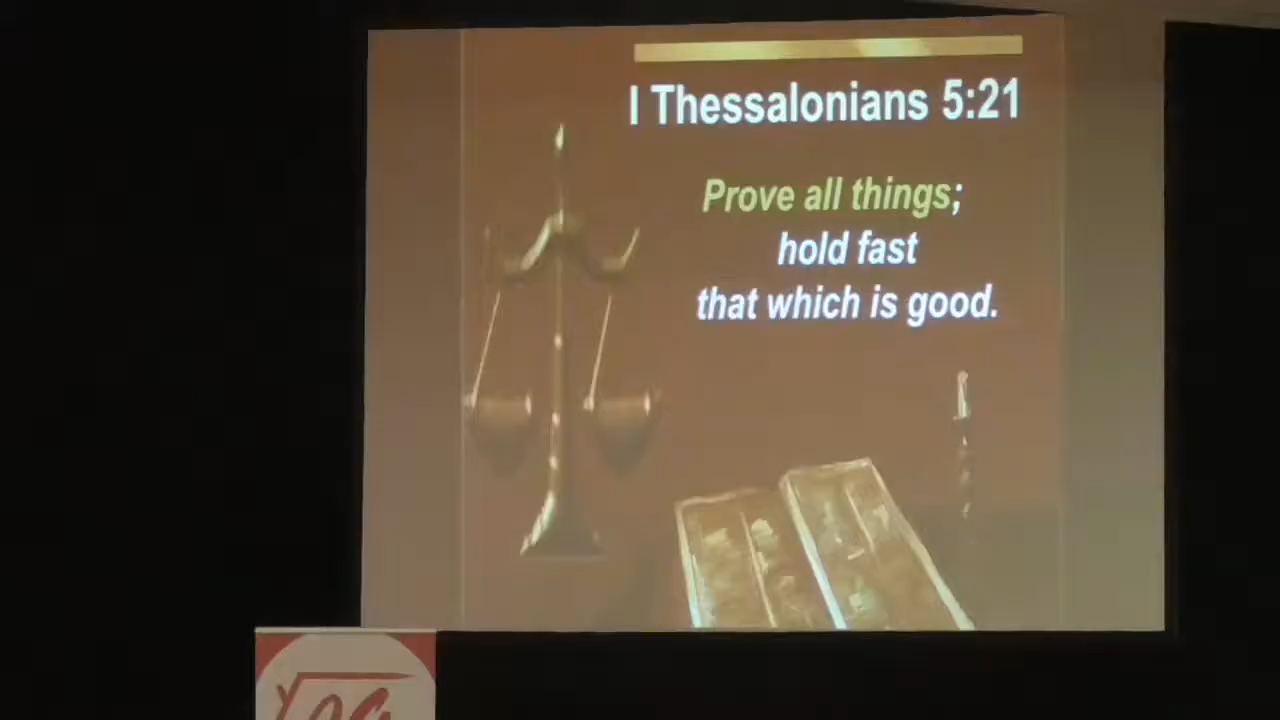 I Thessalonians 5:21
Prove all things;
hold fast
that which is good.